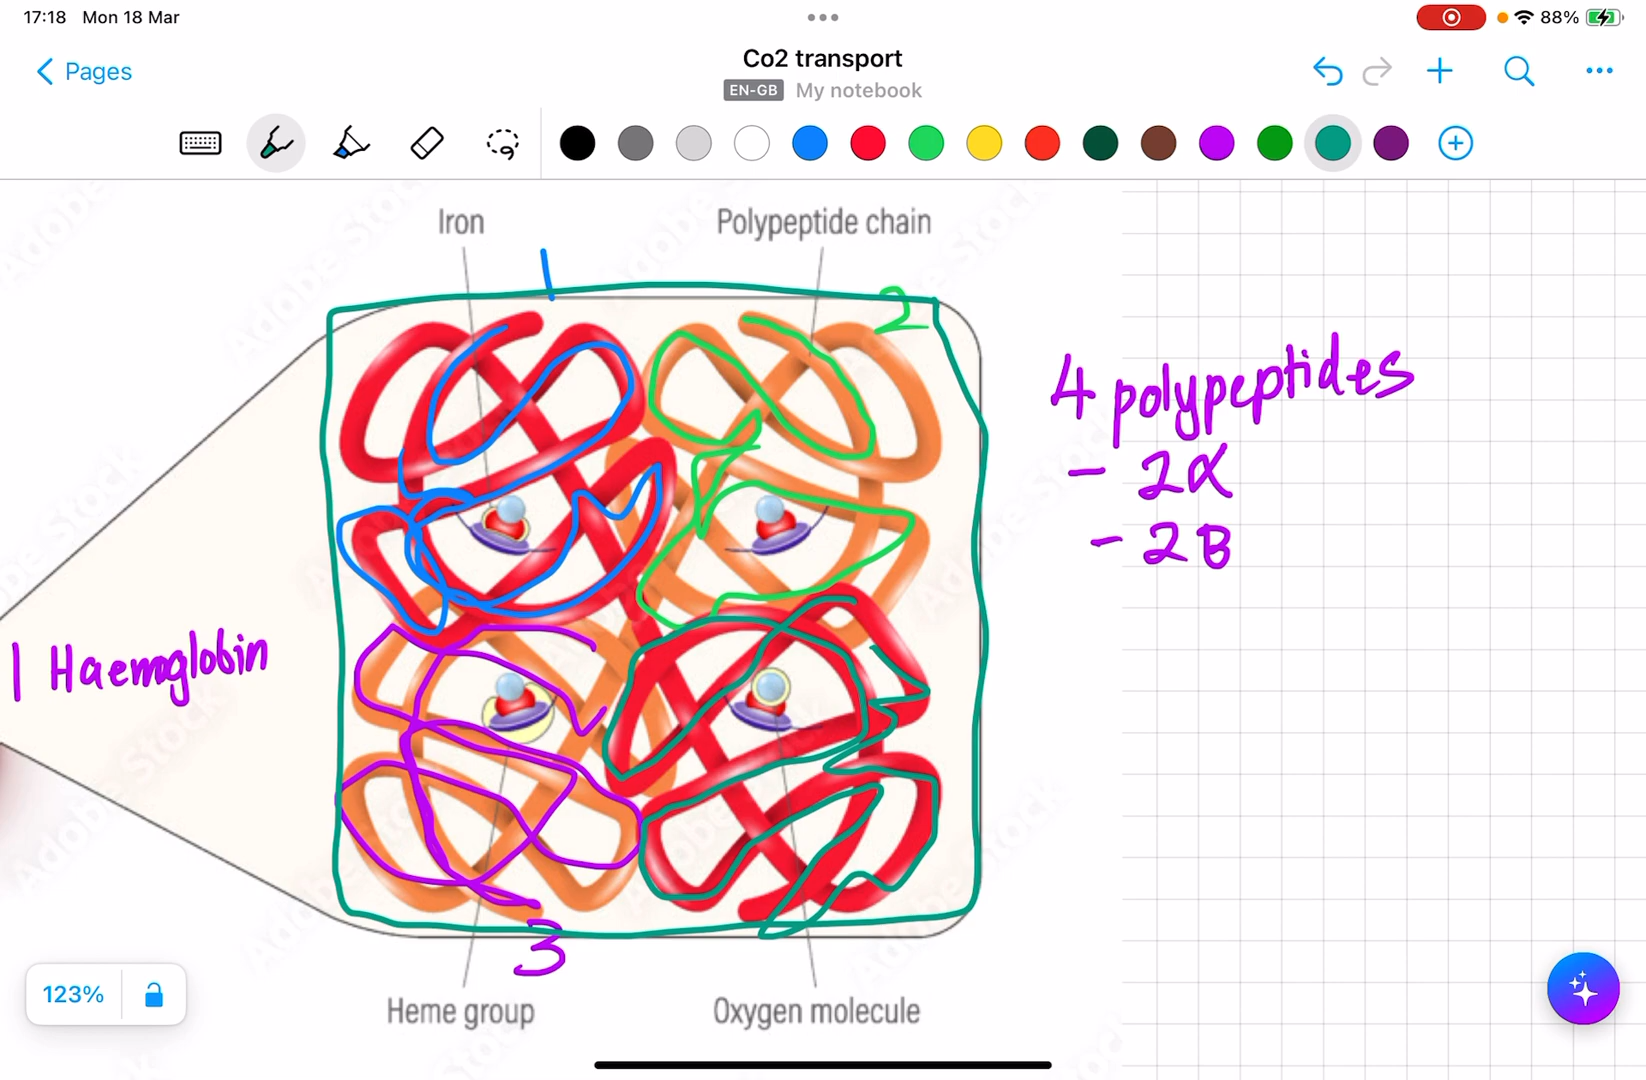 17:18 Mon 18 Mar
88%
Pages
Co2 transport
EN-GB My notebook
Iron
Polypeptide chain
1
2
4 polypeptides
- 2α
- 2B
1 Haemoglobin
3
123%
Heme group
Oxygen molecule